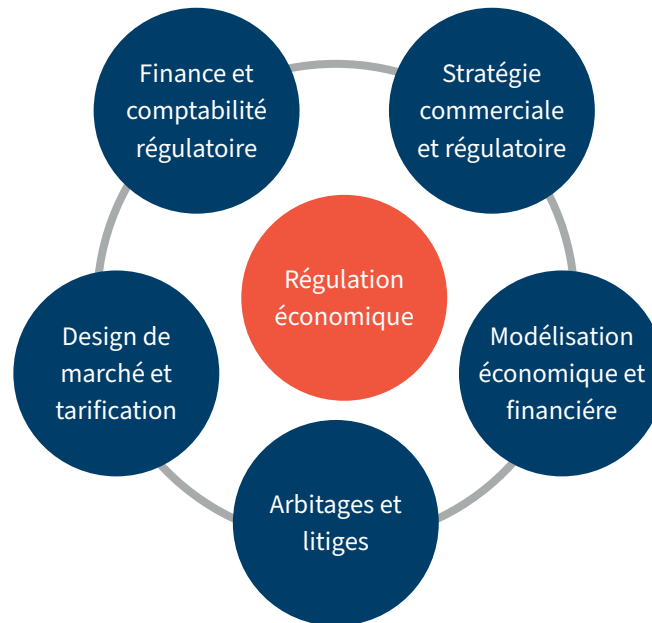 Finance et
comptabilité
régulatoire
Stratégie
commerciale
et régulatoire
Régulation
économique
Design de
marché et
tarification
Modélisation
économique et
financiére
Arbitages et
litiges